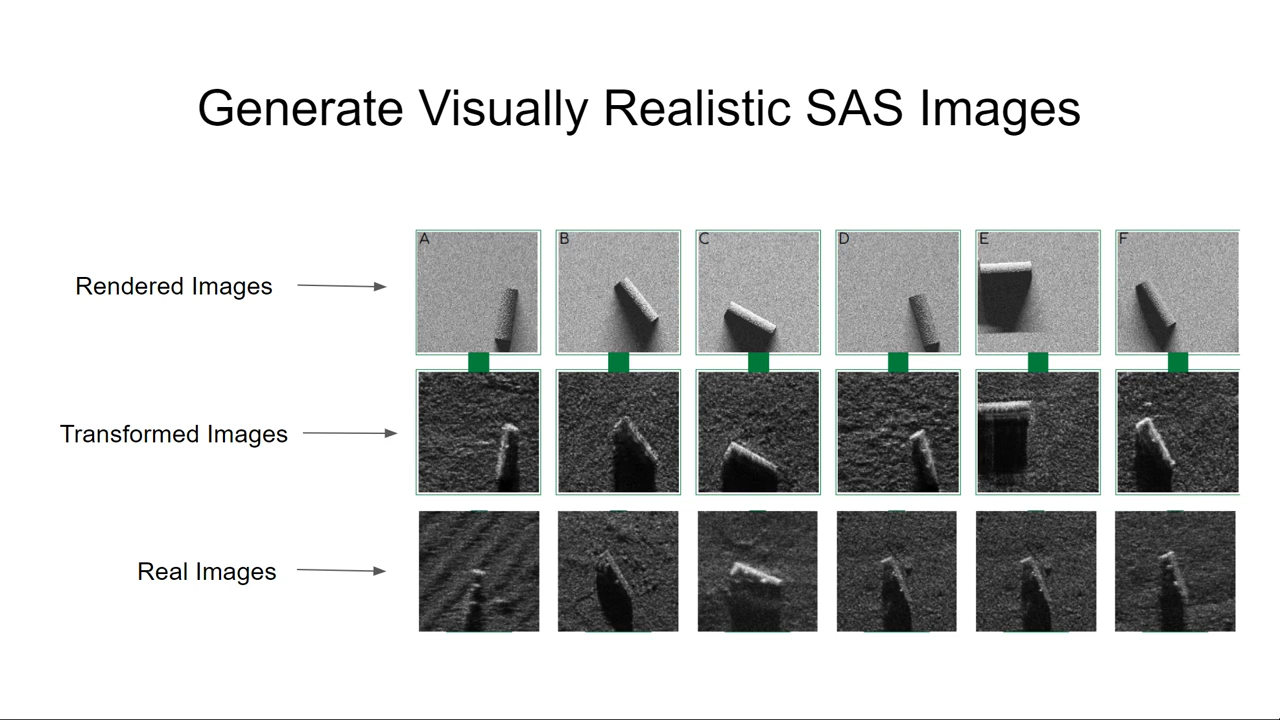 Generate Visually Realistic SAS Images
A B C D E F
Rendered Images
Transformed Images
Real Images